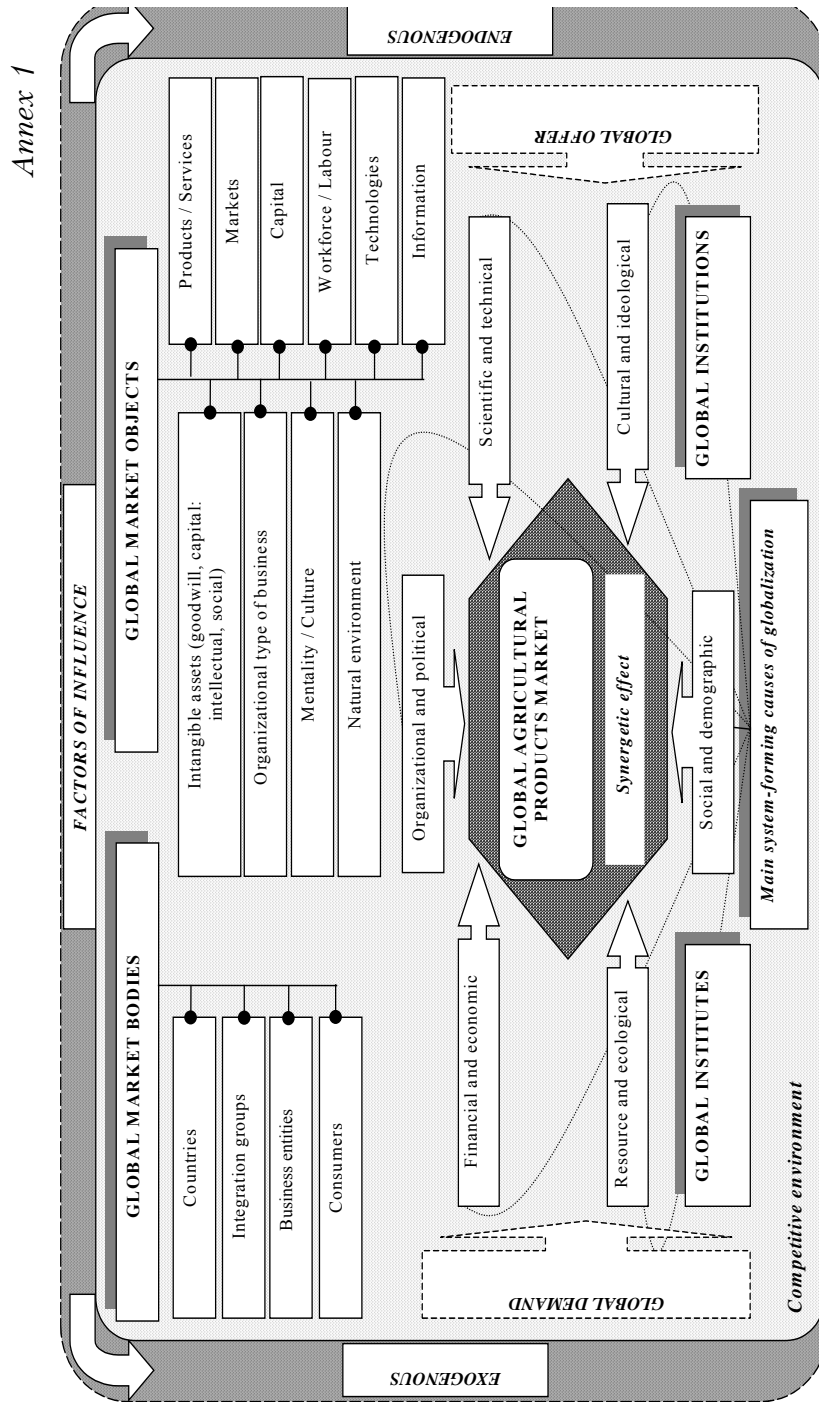 Annex 1
FACTORS OF INFLUENCE
EXOGENOUS
ENDOGENOUS
GLOBAL MARKET BODIES
Countries
Integration groups
Business entities
Consumers
GLOBAL MARKET OBJECTS
Intangible assets (goodwill, capital:
intellectual, social)
Organizational type of business
Mentality / Culture
Natural environment
Products / Services
Markets
Capital
Workforce / Labour
Technologies
Information
GLOBAL DEMAND
GLOBAL OFFER
Financial and economic
Organizational and political
Scientific and technical
GLOBAL AGRICULTURAL
PRODUCTS MARKET
Synergetic effect
Resource and ecological
Social and demographic
Cultural and ideological
GLOBAL INSTITUTES
GLOBAL INSTITUTIONS
Main system-forming causes of globalization
Competitive environment